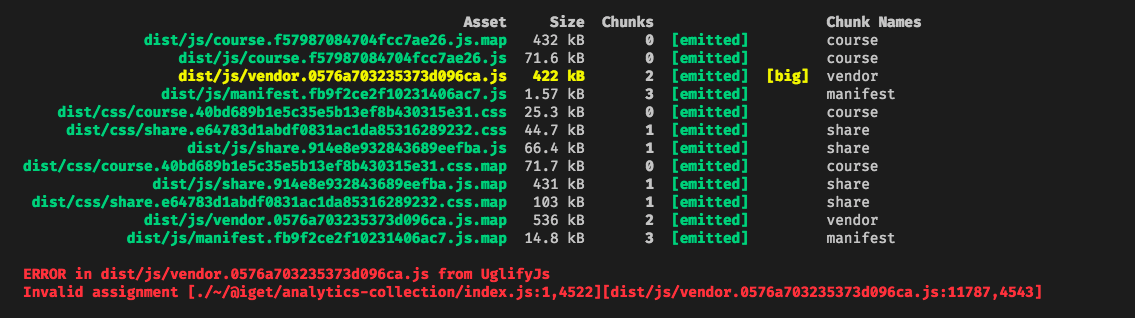 Asset Size Chunks Chunk Names
dist/js/course.f57987084704fcc7ae26.js.map 432 kB 0 [emitted] course
dist/js/course.f57987084704fcc7ae26.js 71.6 kB 0 [emitted] course
dist/js/vendor.0576a703235373d096ca.js 422 kB 2 [emitted] [big] vendor
dist/js/manifest.fb9f2ce2f10231406ac7.js 1.57 kB 3 [emitted] manifest
dist/css/course.40bd689b1e5c35e5b13ef8b430315e31.css 25.3 kB 0 [emitted] course
dist/css/share.e64783d1abdf0831ac1da85316289232.css 44.7 kB 1 [emitted] share
dist/js/share.914e8e932843689eefba.js 66.4 kB 1 [emitted] share
dist/css/course.40bd689b1e5c35e5b13ef8b430315e31.css.map 71.7 kB 0 [emitted] course
dist/js/share.914e8e932843689eefba.js.map 431 kB 1 [emitted] share
dist/css/share.e64783d1abdf0831ac1da85316289232.css.map 103 kB 1 [emitted] share
dist/js/vendor.0576a703235373d096ca.js.map 536 kB 2 [emitted] vendor
dist/js/manifest.fb9f2ce2f10231406ac7.js.map 14.8 kB 3 [emitted] manifest
ERROR in dist/js/vendor.0576a703235373d096ca.js from UglifyJs
Invalid assignment [./~/@iget/analytics-collection/index.js:1,4522][dist/js/vendor.0576a703235373d096ca.js:11787,4543]